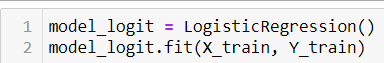 1 model_logit = LogisticRegression()
2 model_logit.fit(X_train, Y_train)